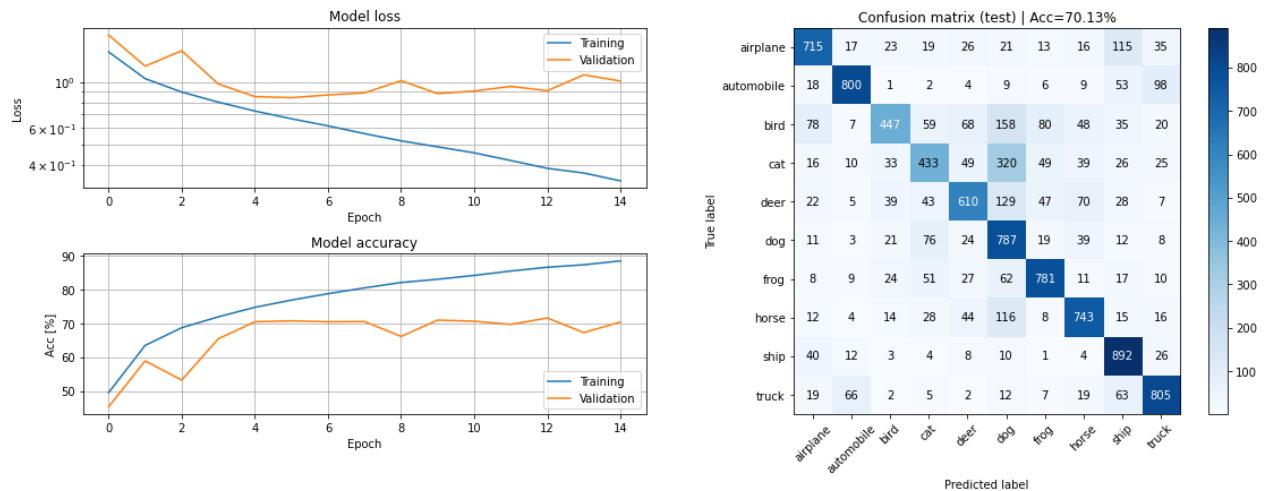 Model loss
Training
Validation
10⁰
6 × 10⁻¹
4 × 10⁻¹
Loss
0 2 4 6 8 10 12 14
Epoch
Model accuracy
90
80
70
60
50
Acc [%]
Training
Validation
0 2 4 6 8 10 12 14
Epoch
Confusion matrix (test) | Acc=70.13%
True label
airplane 715 17 23 19 26 21 13 16 115 35
automobile 18 800 1 2 4 9 6 9 53 98
bird 78 7 447 59 68 158 80 48 35 20
cat 16 10 33 433 49 320 49 39 26 25
deer 22 5 39 43 610 129 47 70 28 7
dog 11 3 21 76 24 787 19 39 12 8
frog 8 9 24 51 27 62 781 11 17 10
horse 12 4 14 28 44 116 8 743 15 16
ship 40 12 3 4 8 10 1 4 892 26
truck 19 66 2 5 2 12 7 19 63 805
airplane automobile bird cat deer dog frog horse ship truck
Predicted label
800
700
600
500
400
300
200
100